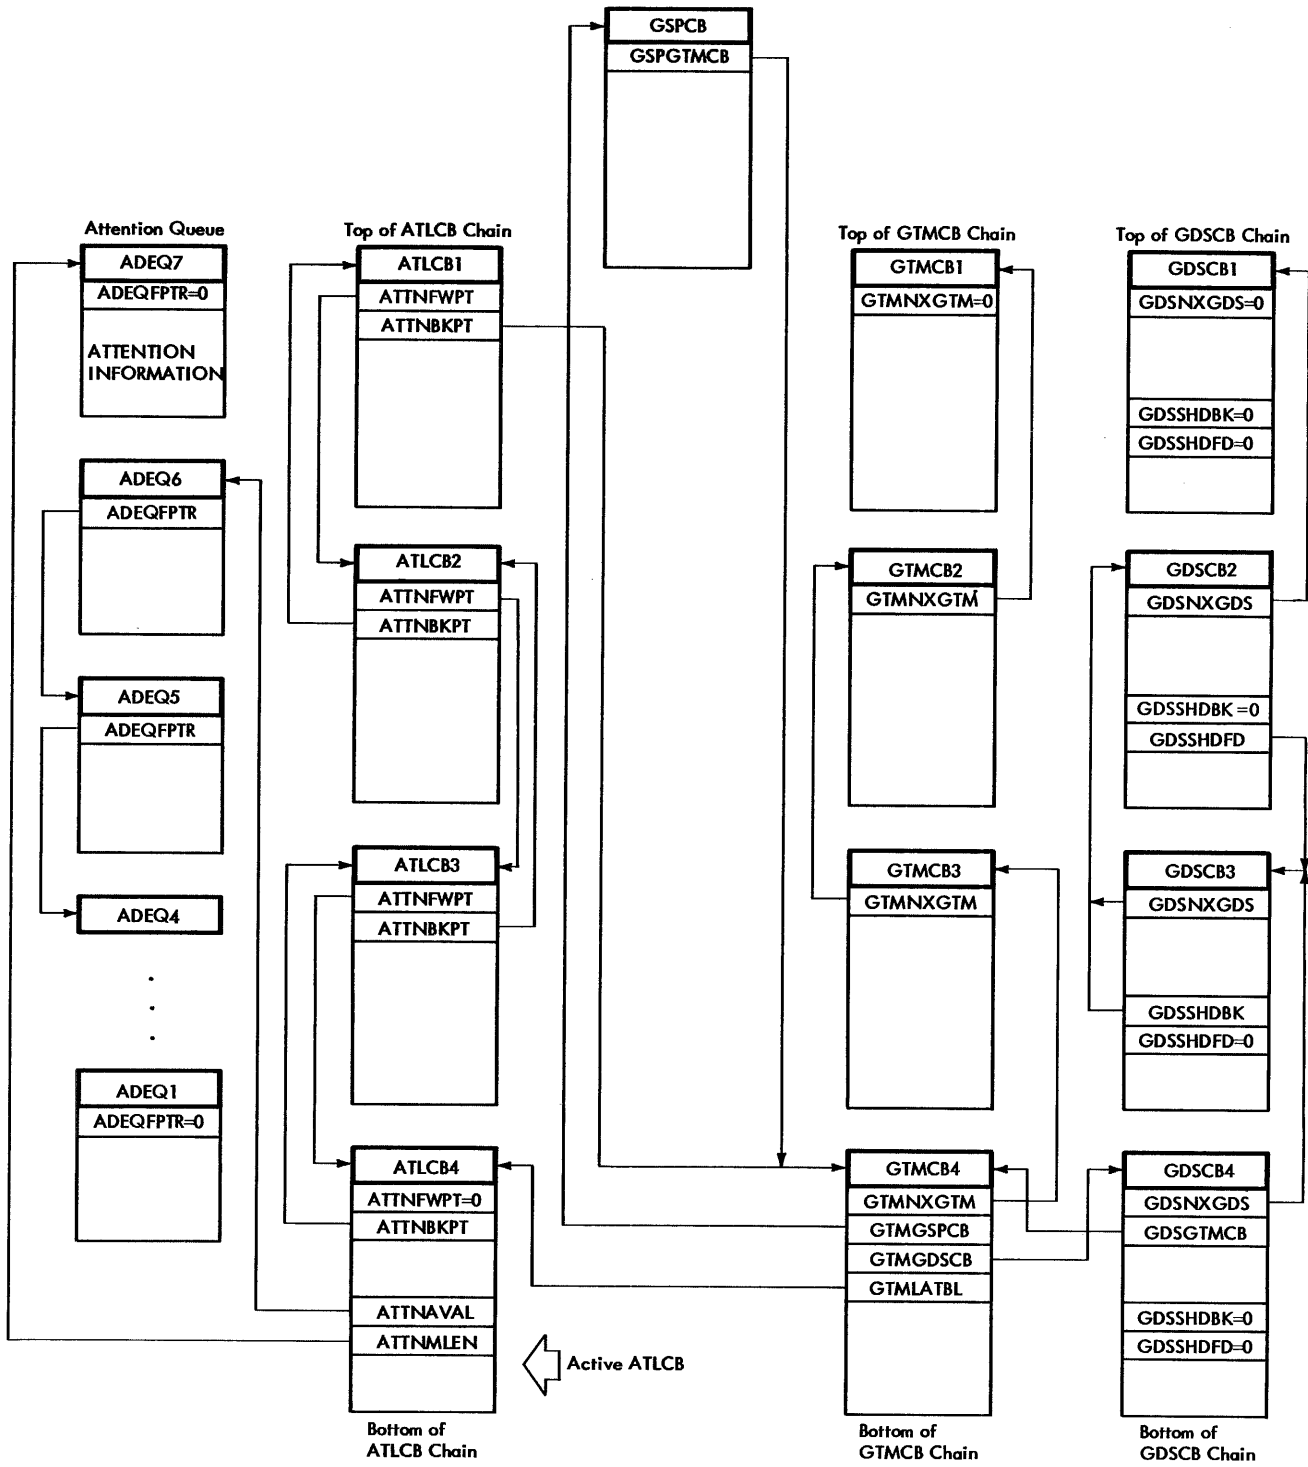 GSPCB
GSPGTMCB
Attention Queue
ADEQ7
ADEQFPTR=0
ATTENTION
INFORMATION
ADEQ6
ADEQFPTR
ADEQ5
ADEQFPTR
ADEQ4
.
.
.
ADEQ1
ADEQFPTR=0
Top of ATLCB Chain
ATLCB1
ATTNFWPT
ATTNBKPT
ATLCB2
ATTNFWPT
ATTNBKPT
ATLCB3
ATTNFWPT
ATTNBKPT
ATLCB4
ATTNFWPT=0
ATTNBKPT
ATTNAVAL
ATTNMLEN
Active ATLCB
Bottom of
ATLCB Chain
Top of GTMCB Chain
GTMCB1
GTMNXGTM=0
GTMCB2
GTMNXGTM
GTMCB3
GTMNXGTM
GTMCB4
GTMNXGTM
GTMGSPCB
GTMGDSCB
GTMLATBL
Bottom of
GTMCB Chain
Top of GDSCB Chain
GDSCB1
GDSNXGDS=0
GDSSHDBK=0
GDSSHDFD=0
GDSCB2
GDSNXGDS
GDSSHDBK =0
GDSSHDFD
GDSCB3
GDSNXGDS
GDSSHDBK
GDSSHDFD=0
GDSCB4
GDSNXGDS
GDSGTMCB
GDSSHDBK=0
GDSSHDFD=0
Bottom of
GDSCB Chain